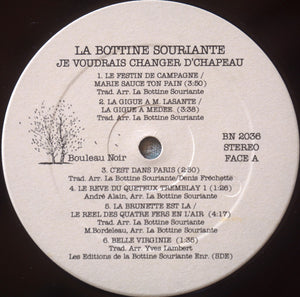 LA BOTTINE SOURIANTE
JE VOUDRAIS CHANGER D'CHAPEAU
1. LE FESTIN DE CAMPAGNE /
MARIE SAUCE TON PAIN (3:50)
Trad. Arr. La Bottine Souriante
2. LA GIGUE A M. LASANTE /
LA GIGUE A MEDEE. (3:38)
Trad. Arr. La Bottine Souriante
BN 2036
STEREO
FACE A
Bouleau Noir
3. C'EST DANS PARIS (2:50)
Trad. Arr. La Bottine Souriante/Denis Fréchette
4. LE REVE DU QUETEUX TREMBLAY 1 (1:26)
André Alain, Arr. La Bottine Souriante
5. LA BRUNETTE EST LA /
LE REEL DES QUATRE FERS EN L'AIR (4:17)
Trad. Arr. La Bottine Souriante
M.Bordeleau, Arr. La Bottine Souriante
6. BELLE VIRGINIE (1:35)
Trad. Arr. Yves Lambert
Les Editions de la Bottine Souriante Enr. (SDE)